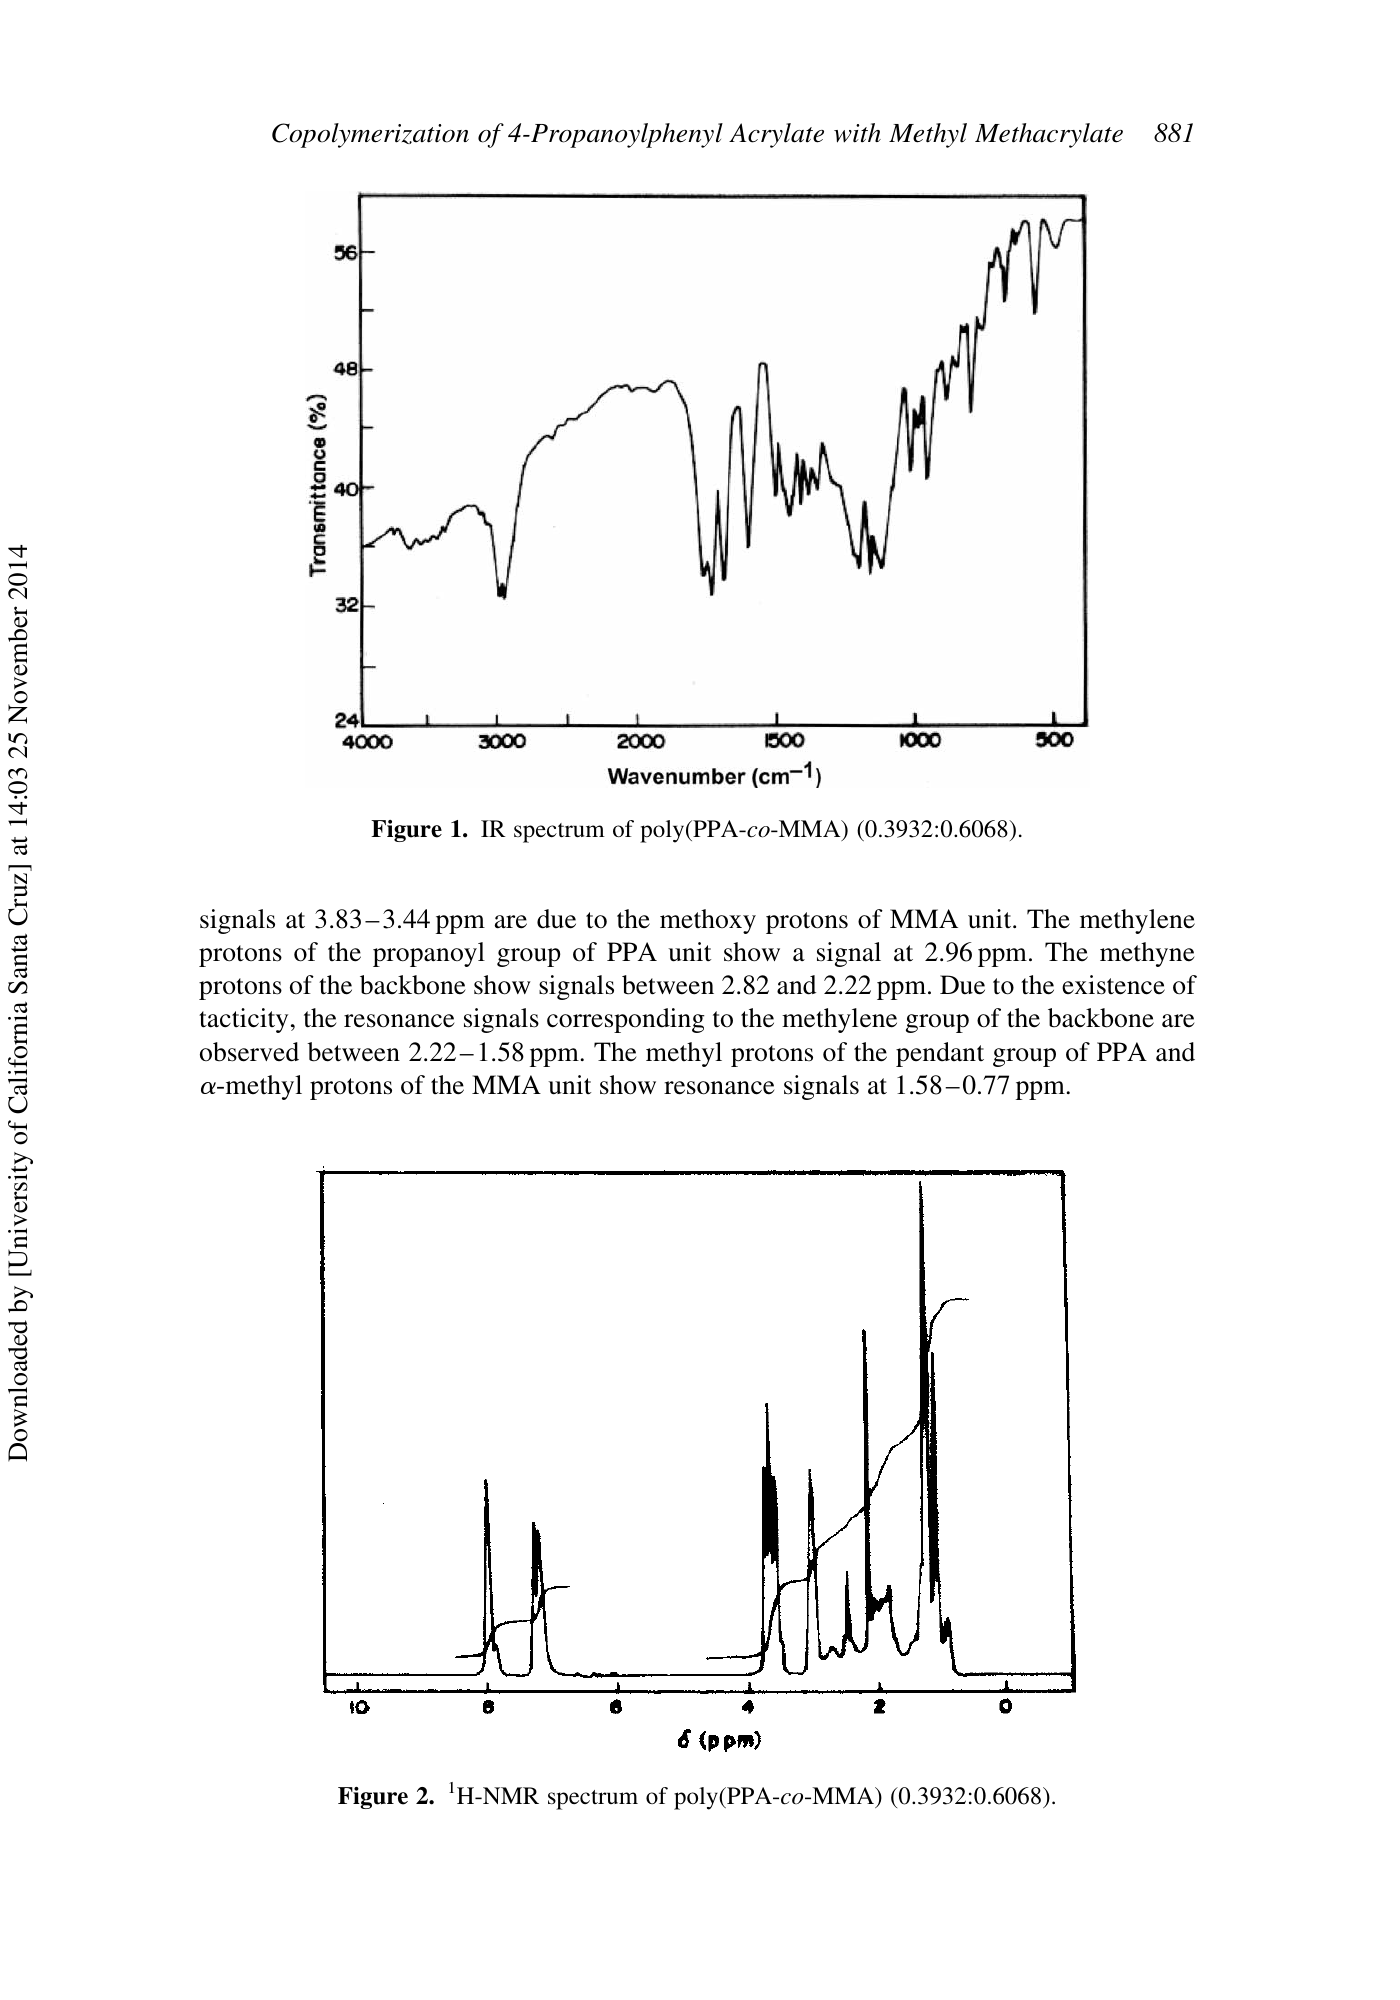 Copolymerization of 4-Propanoylphenyl Acrylate with Methyl Methacrylate 881
56
48
40
32
24
Transmittance (%)
4000 3000 2000 1500 1000 500
Wavenumber (cm−1)
Figure 1. IR spectrum of poly(PPA-co-MMA) (0.3932:0.6068).
signals at 3.83–3.44 ppm are due to the methoxy protons of MMA unit. The methylene
protons of the propanoyl group of PPA unit show a signal at 2.96 ppm. The methyne
protons of the backbone show signals between 2.82 and 2.22 ppm. Due to the existence of
tacticity, the resonance signals corresponding to the methylene group of the backbone are
observed between 2.22–1.58 ppm. The methyl protons of the pendant group of PPA and
α-methyl protons of the MMA unit show resonance signals at 1.58–0.77 ppm.
10 8 6 4 2 0
δ (ppm)
Figure 2. 1H-NMR spectrum of poly(PPA-co-MMA) (0.3932:0.6068).
Downloaded by [University of California Santa Cruz] at 14:03 25 November 2014